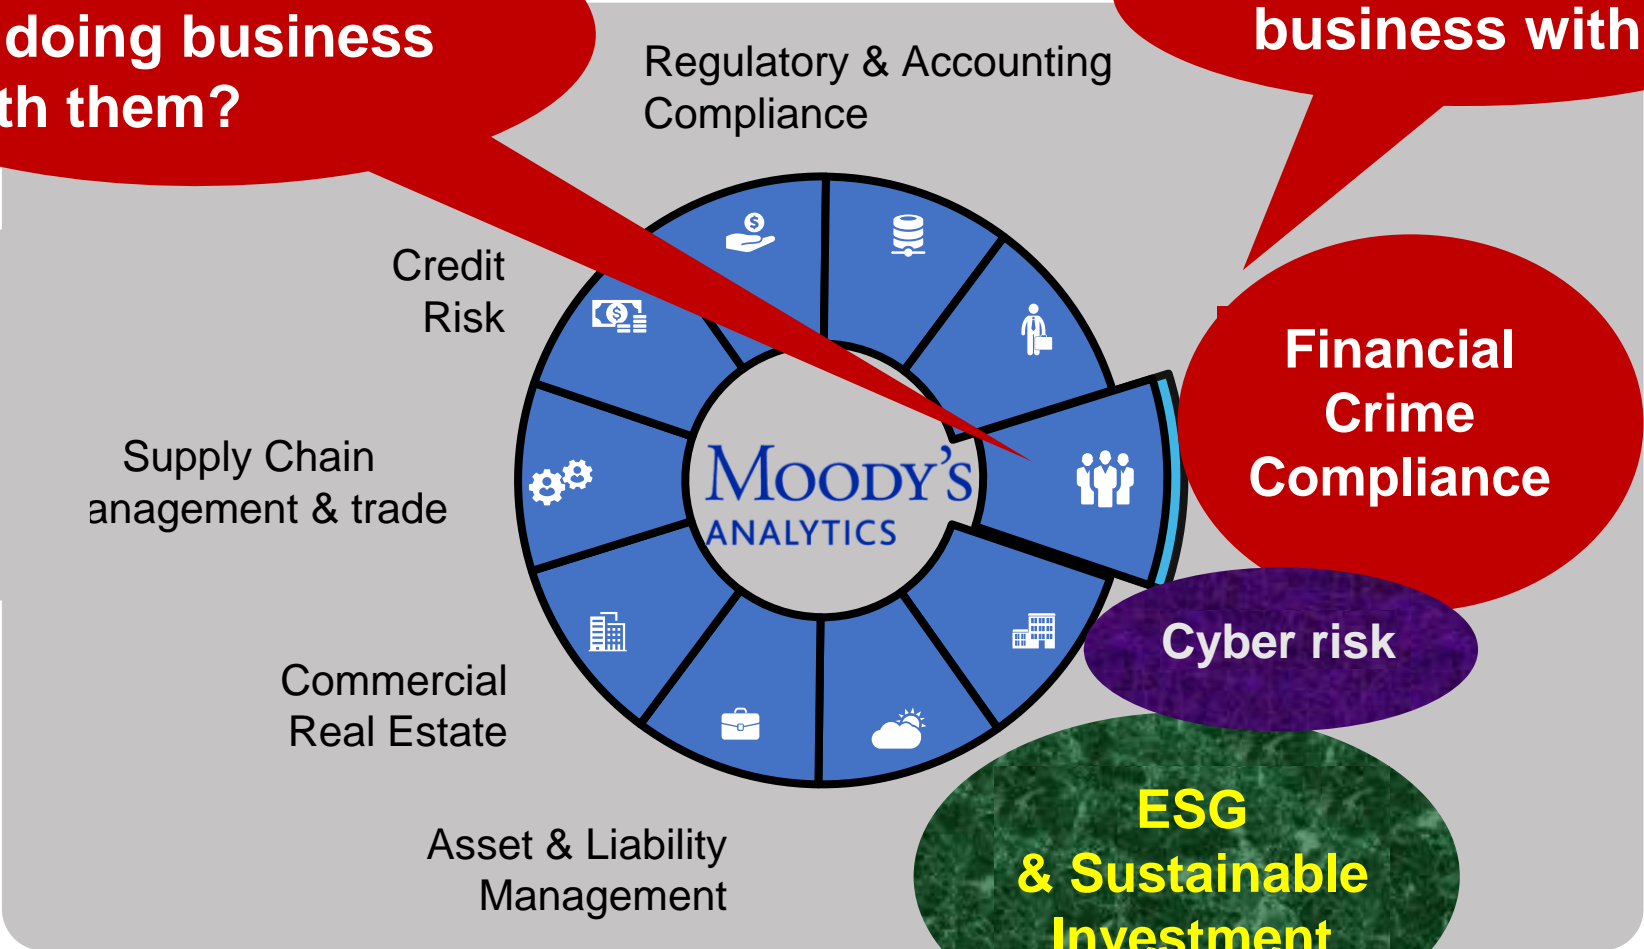 doing business
th them?
business with
Regulatory & Accounting
Compliance
Credit
Risk
Financial
Crime
Compliance
Supply Chain
anagement & trade
MOODY'S
ANALYTICS
Cyber risk
Commercial
Real Estate
ESG
& Sustainable
Investment
Asset & Liability
Management